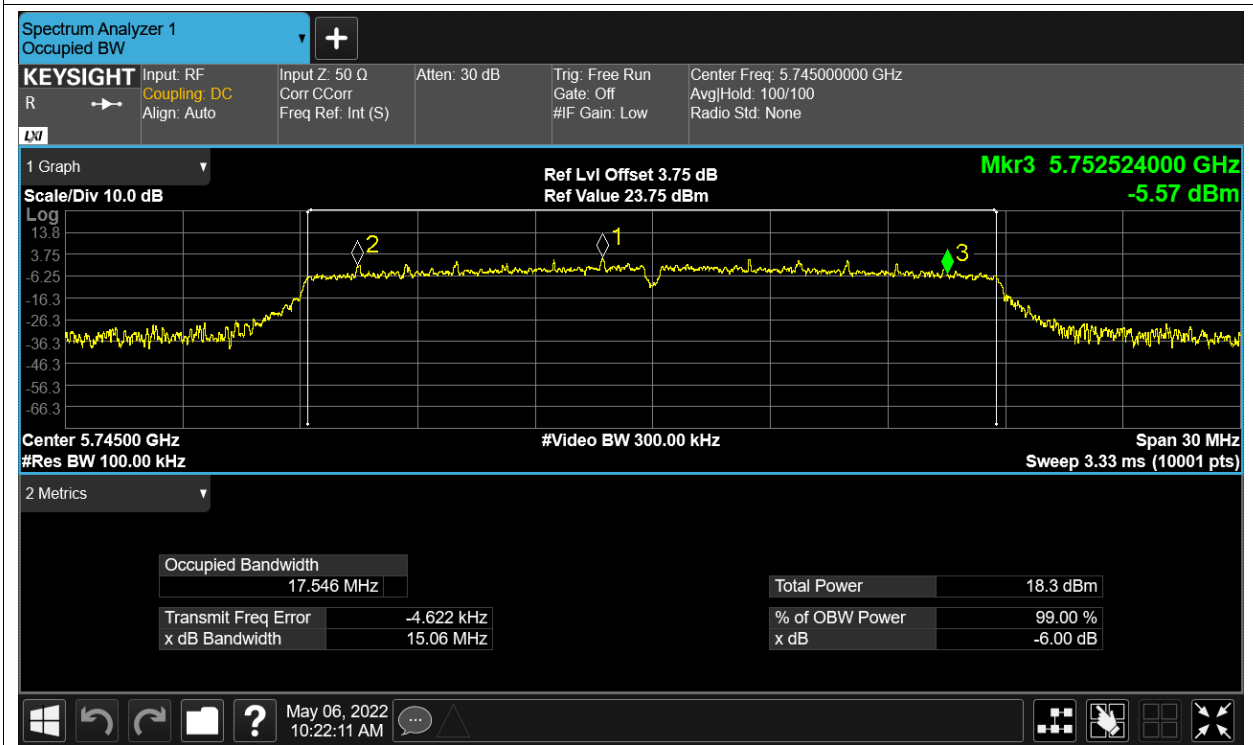 Spectrum Analyzer 1
Occupied BW
+
KEYSIGHT
R
LXI
Input: RF
Coupling: DC
Align: Auto
Input Z: 50 Ω
Corr CCorr
Freq Ref: Int (S)
Atten: 30 dB
Trig: Free Run
Gate: Off
#IF Gain: Low
Center Freq: 5.745000000 GHz
Avg|Hold: 100/100
Radio Std: None
1 Graph
Scale/Div 10.0 dB
Ref Lvl Offset 3.75 dB
Ref Value 23.75 dBm
Mkr3 5.752524000 GHz
-5.57 dBm
Log
13.8
3.75
-6.25
-16.3
-26.3
-36.3
-46.3
-56.3
-66.3
2
1
3
Center 5.74500 GHz
#Video BW 300.00 kHz
Span 30 MHz
#Res BW 100.00 kHz
Sweep 3.33 ms (10001 pts)
2 Metrics
Occupied Bandwidth
17.546 MHz
Transmit Freq Error -4.622 kHz
x dB Bandwidth 15.06 MHz
Total Power 18.3 dBm
% of OBW Power 99.00 %
x dB -6.00 dB
?
May 06, 2022
10:22:11 AM